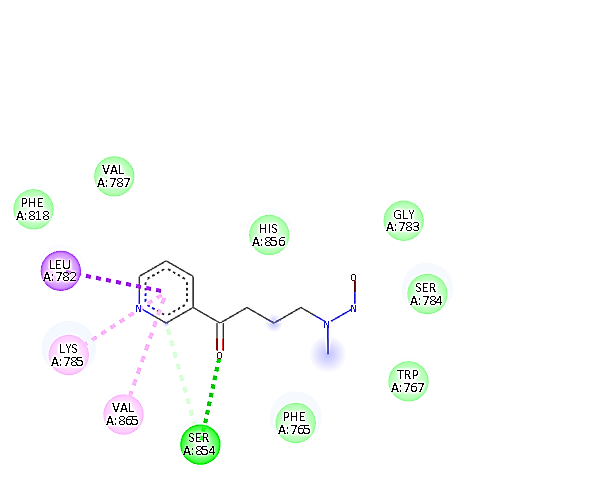 VAL
A:787
PHE
A:818
HIS
A:856
GLY
A:783
LEU
A:782
O
SER
A:784
N
N
N
LYS
A:785
O
TRP
A:767
VAL
A:865
PHE
A:765
SER
A:854